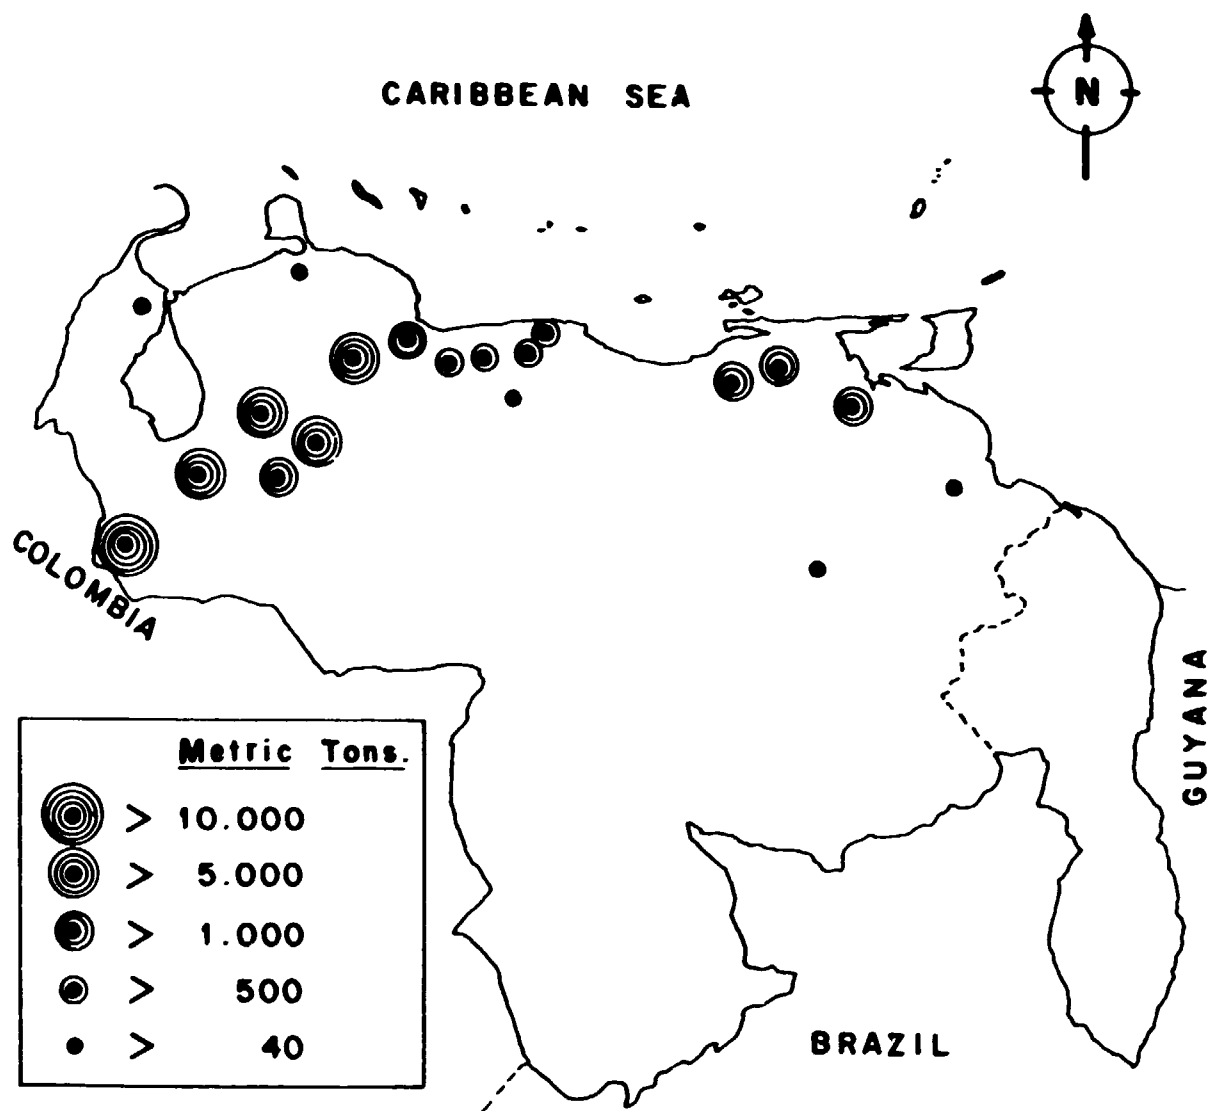 N
CARIBBEAN SEA
COLOMBIA
GUYANA
BRAZIL
Metric Tons.
> 10.000
> 5.000
> 1.000
> 500
> 40